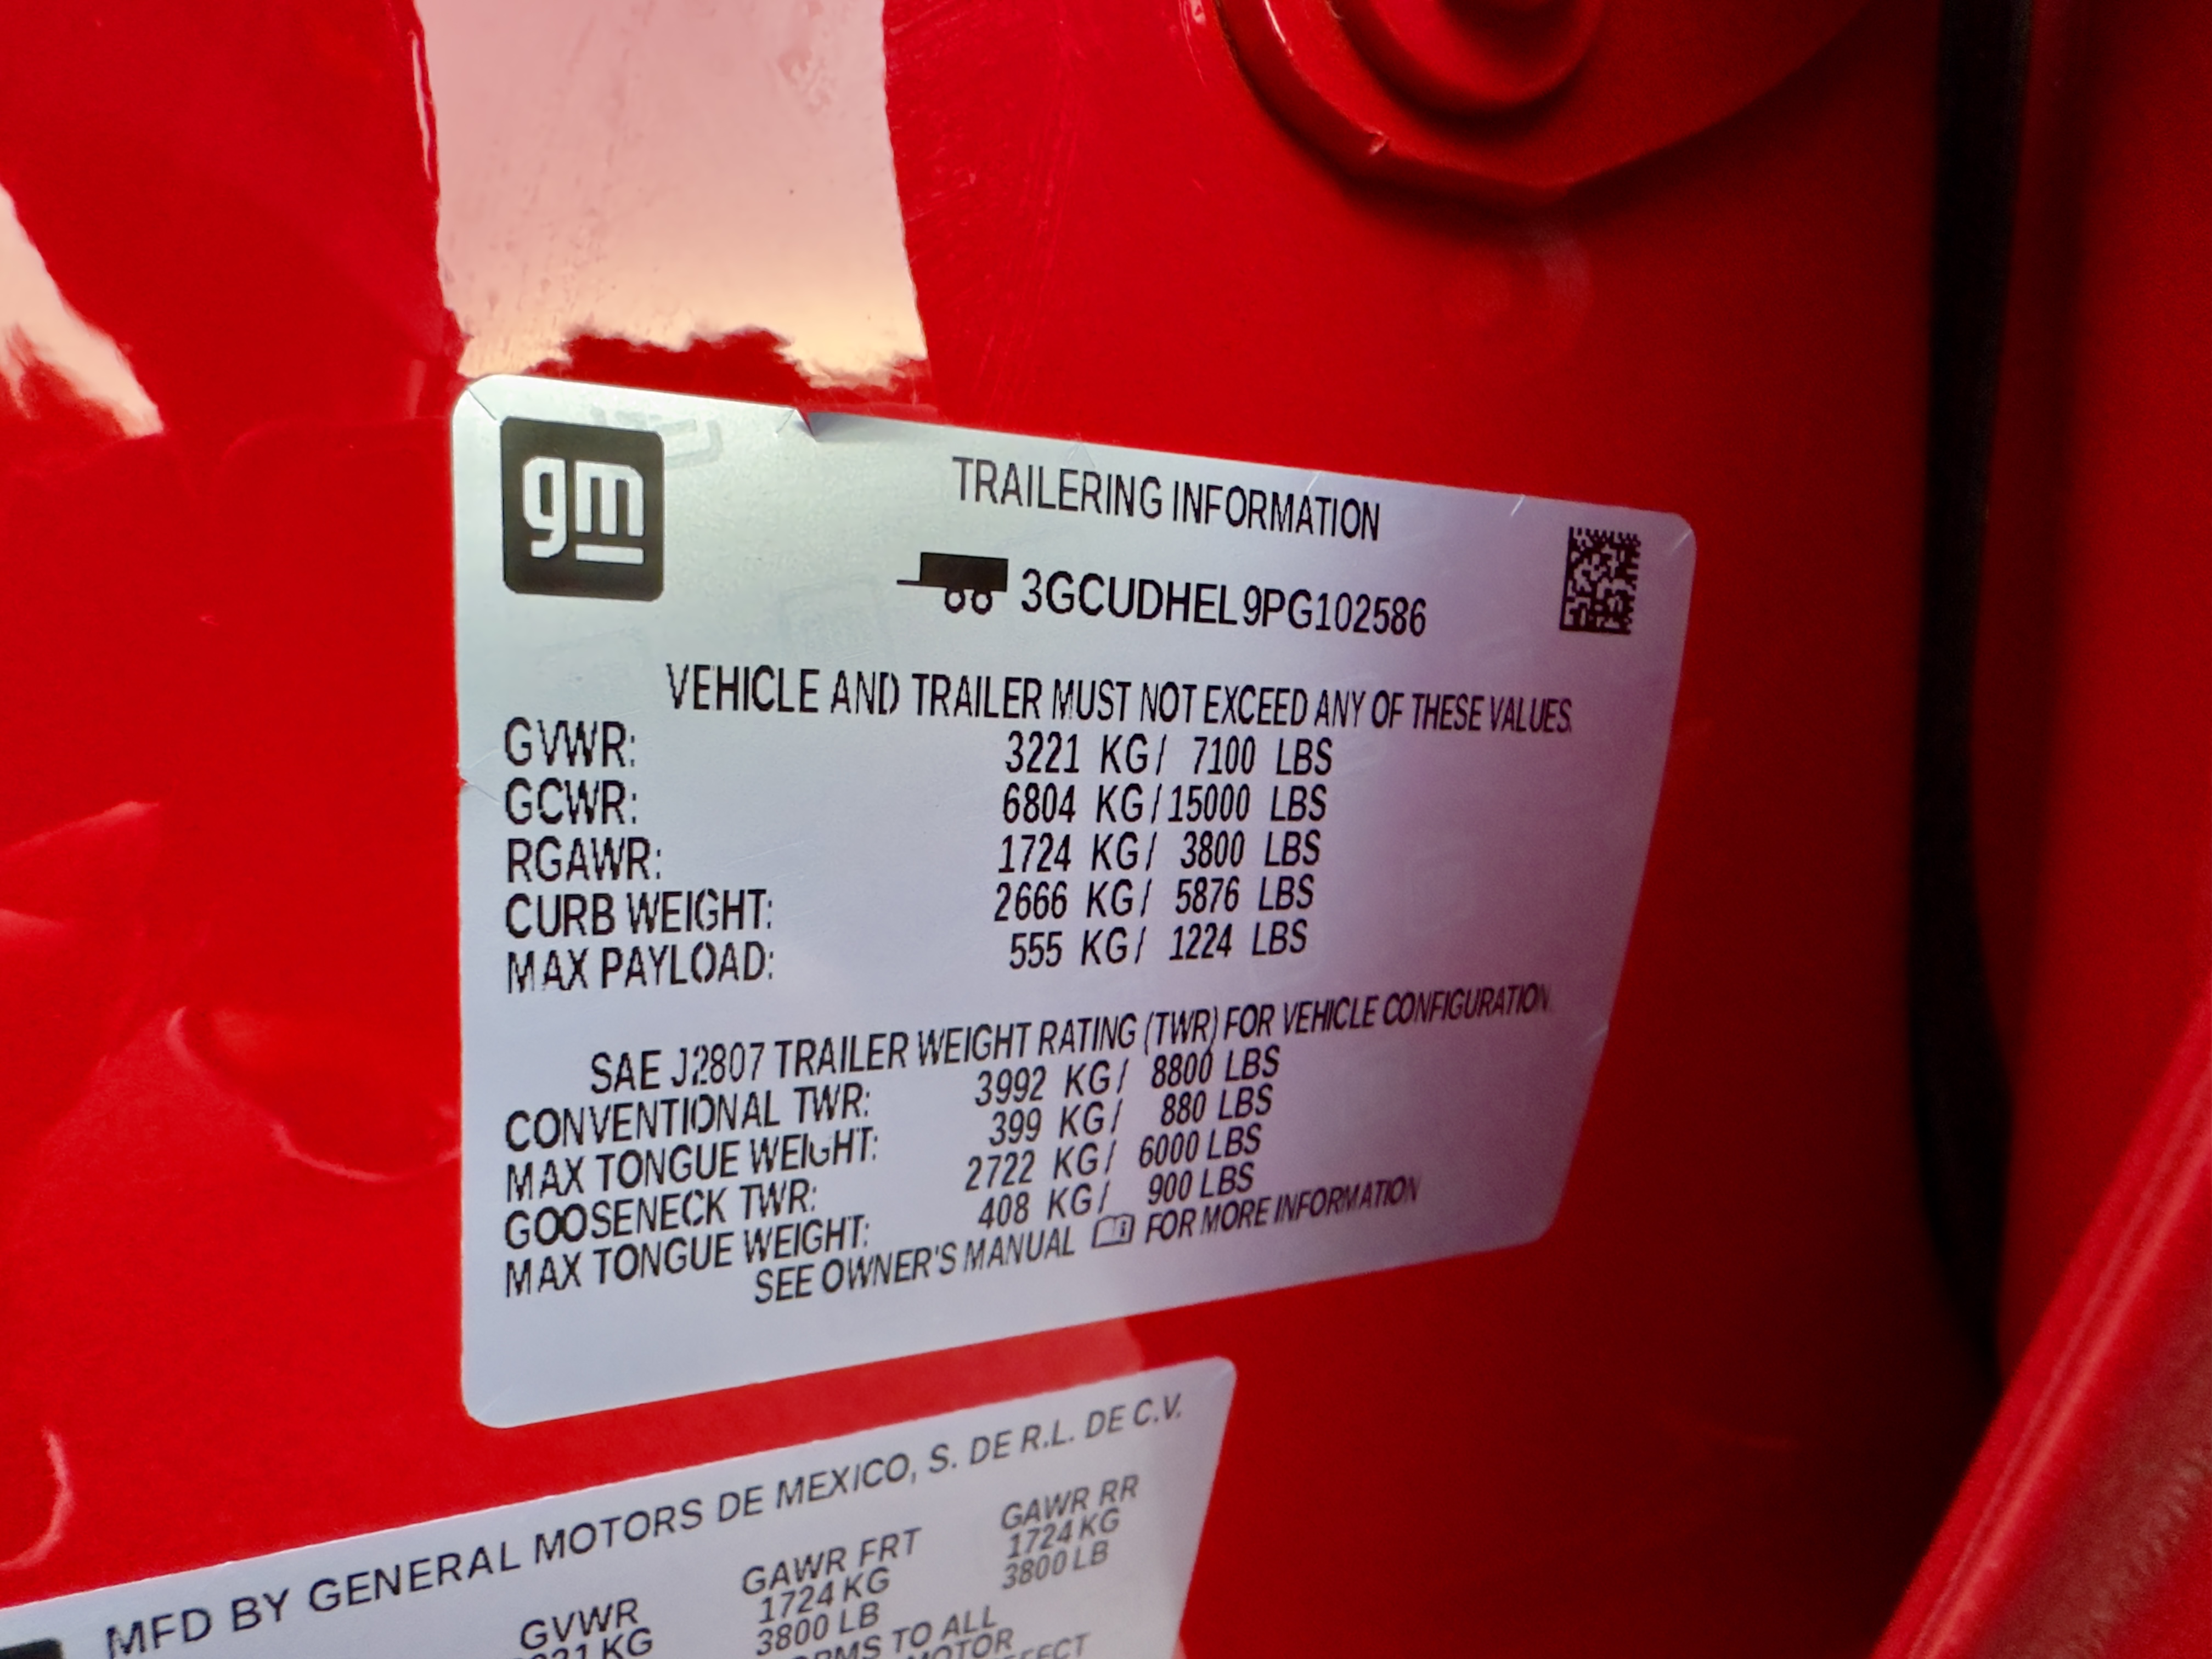 gm
TRAILERING INFORMATION
3GCUDHEL9PG102586
VEHICLE AND TRAILER MUST NOT EXCEED ANY OF THESE VALUES.
GVWR: 3221 KG/ 7100 LBS
GCWR: 6804 KG/15000 LBS
RGAWR: 1724 KG/ 3800 LBS
CURB WEIGHT: 2666 KG/ 5876 LBS
MAX PAYLOAD: 555 KG/ 1224 LBS
SAE J2807 TRAILER WEIGHT RATING (TWR) FOR VEHICLE CONFIGURATION.
CONVENTIONAL TWR: 3992 KG/ 8800 LBS
MAX TONGUE WEIGHT: 399 KG/ 880 LBS
GOOSENECK TWR: 2722 KG/ 6000 LBS
MAX TONGUE WEIGHT: 408 KG/ 900 LBS
SEE OWNER'S MANUAL FOR MORE INFORMATION
MFD BY GENERAL MOTORS DE MEXICO, S. DE R.L. DE C.V.
GVWR GAWR FRT GAWR RR
KG 1724 KG 1724 KG
3800 LB 3800 LB
TO ALL
MOTOR